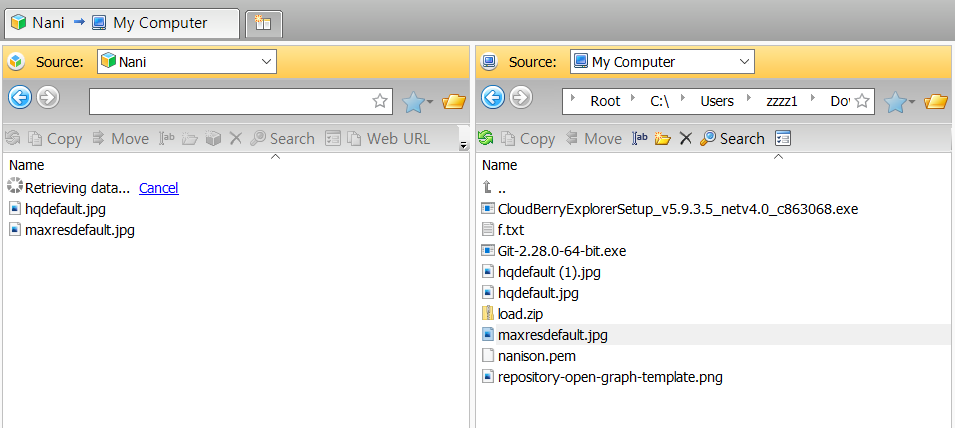 Nani → My Computer
Source: Nani
Copy Move Search Web URL
Name
Retrieving data... Cancel
hqdefault.jpg
maxresdefault.jpg
Source: My Computer
Root C:\ Users zzzz1
Copy Move Search
Name
..
CloudBerryExplorerSetup_v5.9.3.5_netv4.0_c863068.exe
f.txt
Git-2.28.0-64-bit.exe
hqdefault (1).jpg
hqdefault.jpg
load.zip
maxresdefault.jpg
nanison.pem
repository-open-graph-template.png